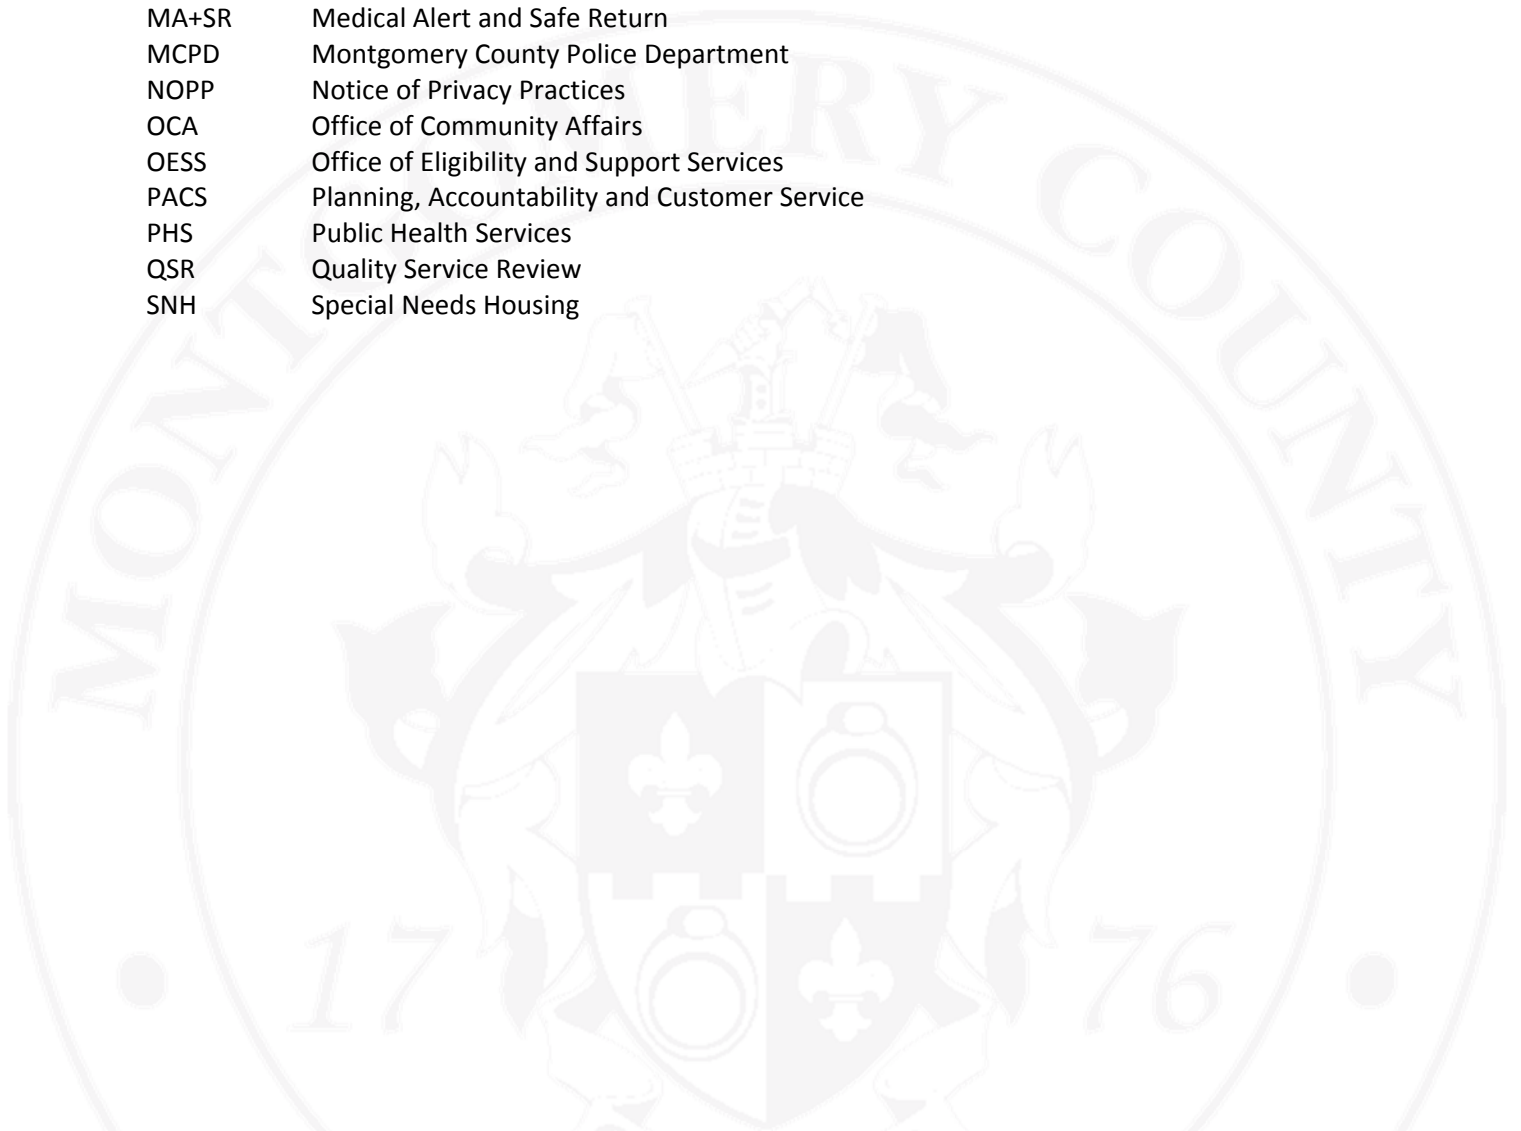 MA+SR Medical Alert and Safe Return
MCPD Montgomery County Police Department
NOPP Notice of Privacy Practices
OCA Office of Community Affairs
OESS Office of Eligibility and Support Services
PACS Planning, Accountability and Customer Service
PHS Public Health Services
QSR Quality Service Review
SNH Special Needs Housing
MONTGOMERY COUNTY
17 76